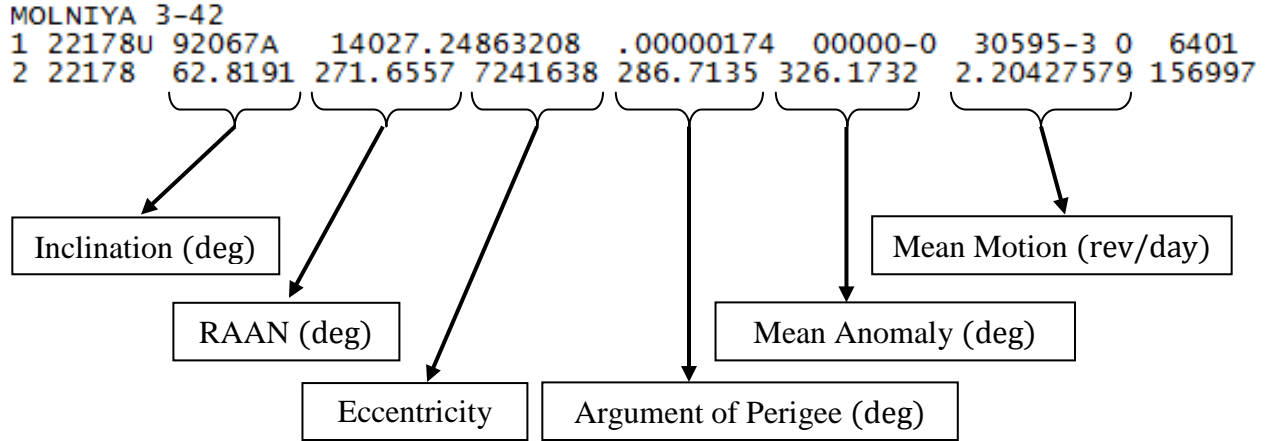 MOLNIYA 3-42
1 22178U 92067A 14027.24863208 .00000174 00000-0 30595-3 0 6401
2 22178 62.8191 271.6557 7241638 286.7135 326.1732 2.20427579 156997
Inclination (deg)
Mean Motion (rev/day)
RAAN (deg)
Mean Anomaly (deg)
Eccentricity
Argument of Perigee (deg)